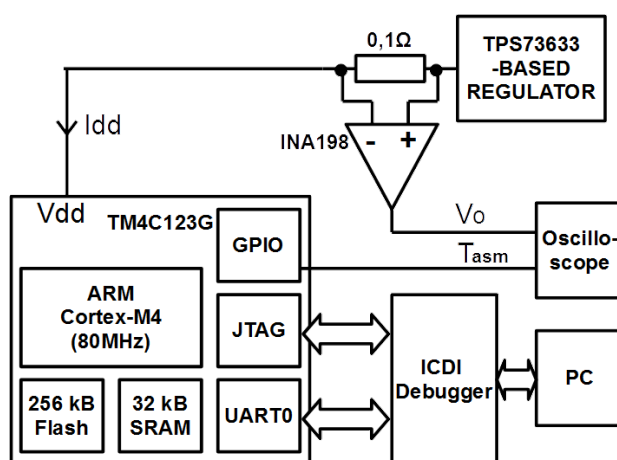 0,1Ω
TPS73633
-BASED
REGULATOR
Idd
INA198
- +
Vdd
TM4C123G
GPIO
Vo
Tasm
Oscillo-
scope
ARM
Cortex-M4
(80MHz)
JTAG
ICDI
Debugger
PC
256 kB
Flash
32 kB
SRAM
UART0